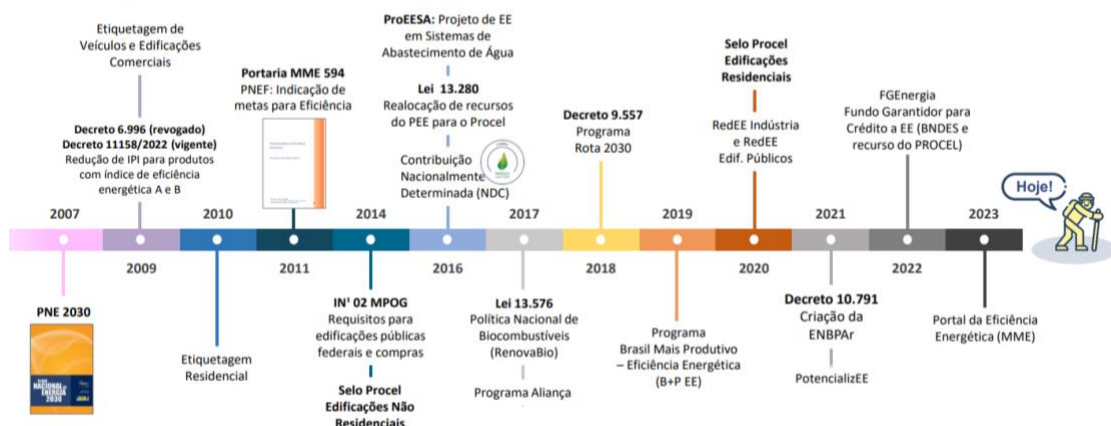 Etiquetagem de
Veículos e Edificações
Comerciais
Decreto 6.996 (revogado)
Decreto 11158/2022 (vigente)
Redução de IPI para produtos
com índice de eficiência
energética A e B
Portaria MME 594
PNEF: Indicação de
metas para Eficiência
ProEESA: Projeto de EE
em Sistemas de
Abastecimento de Água
Lei 13.280
Realocação de recursos
do PEE para o Procel
Contribuição
Nacionalmente
Determinada (NDC)
Decreto 9.557
Programa
Rota 2030
Selo Procel
Edificações
Residenciais
RedEE Indústria
e RedEE
Edif. Públicos
FGEnergia
Fundo Garantidor para
Crédito a EE (BNDES e
recurso do PROCEL)
Hoje!
2007
2010
2014
2017
2019
2021
2023
2009
2011
2016
2018
2020
2022
PNE 2030
PLANO
NACIONAL DE
ENERGIA
2030
Etiquetagem
Residencial
IN¹ 02 MPOG
Requisitos para
edificações públicas
federais e compras
Selo Procel
Edificações Não
Residenciais
Lei 13.576
Política Nacional de
Biocombustíveis
(RenovaBio)
Programa Aliança
Programa
Brasil Mais Produtivo
– Eficiência Energética
(B+P EE)
Decreto 10.791
Criação da
ENBPAr
PotencializEE
Portal da Eficiência
Energética (MME)